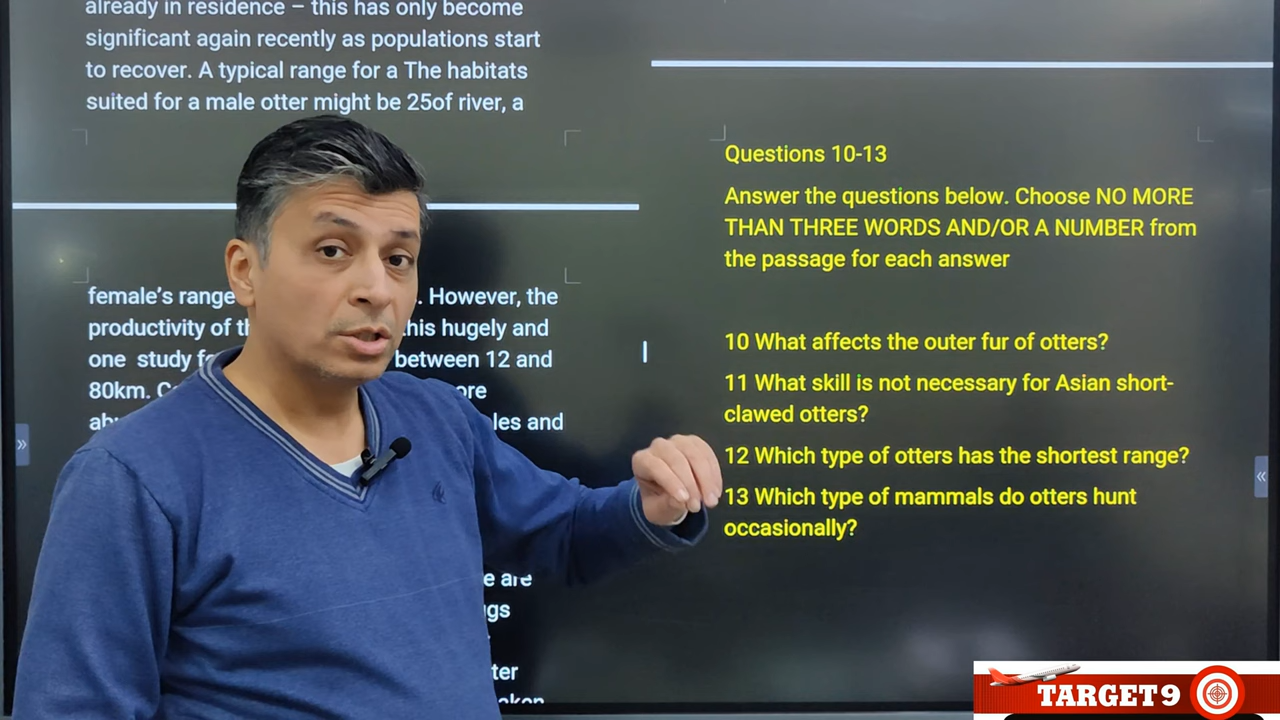 already in residence – this has only become
significant again recently as populations start
to recover. A typical range for a The habitats
suited for a male otter might be 25of river, a
female's range . However, the
productivity of his hugely and
one study between 12 and
80km.
les and
e are
Questions 10-13
Answer the questions below. Choose NO MORE
THAN THREE WORDS AND/OR A NUMBER from
the passage for each answer
10 What affects the outer fur of otters?
11 What skill is not necessary for Asian short-
clawed otters?
12 Which type of otters has the shortest range?
13 Which type of mammals do otters hunt
occasionally?
TARGET 9